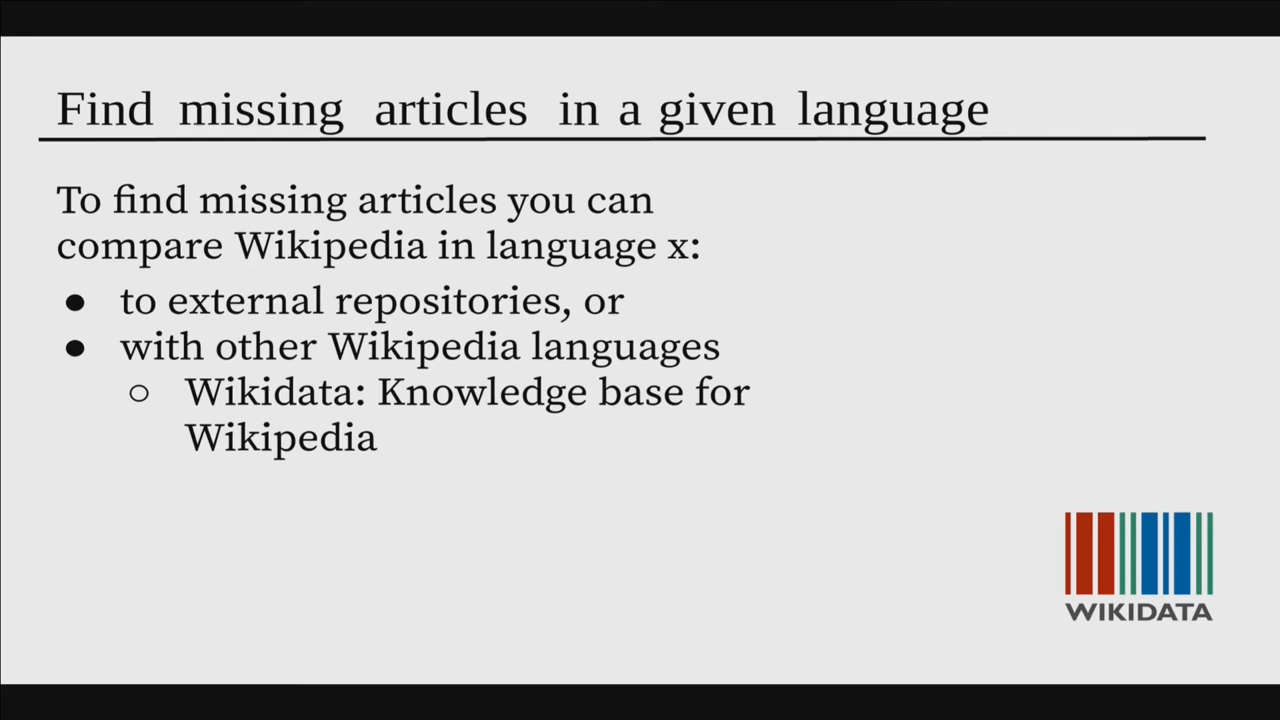 Find missing articles in a given language
To find missing articles you can
compare Wikipedia in language x:
● to external repositories, or
● with other Wikipedia languages
○ Wikidata: Knowledge base for
Wikipedia
WIKIDATA